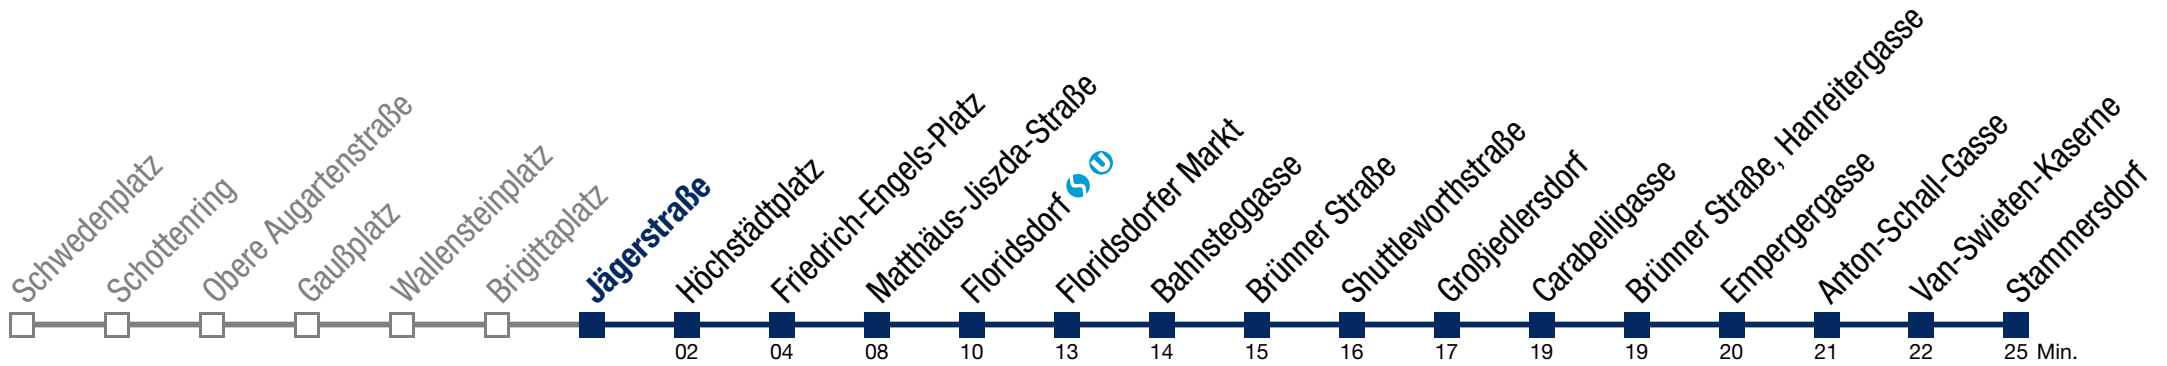 Schwedenplatz
Schottenring
Obere Augartenstraße
Gaußplatz
Wallensteinplatz
Brigittaplatz
Jägerstraße
Höchstädtplatz
Friedrich-Engels-Platz
Matthäus-Jiszda-Straße
Floridsdorf S U
Floridsdorfer Markt
Bahnsteggasse
Brünner Straße
Shuttleworthstraße
Großjedlersdorf
Carabelligasse
Brünner Straße, Hanreitergasse
Empergergasse
Anton-Schall-Gasse
Van-Swieten-Kaserne
Stammersdorf
02 04 08 10 13 14 15 16 17 19 19 20 21 22 25 Min.